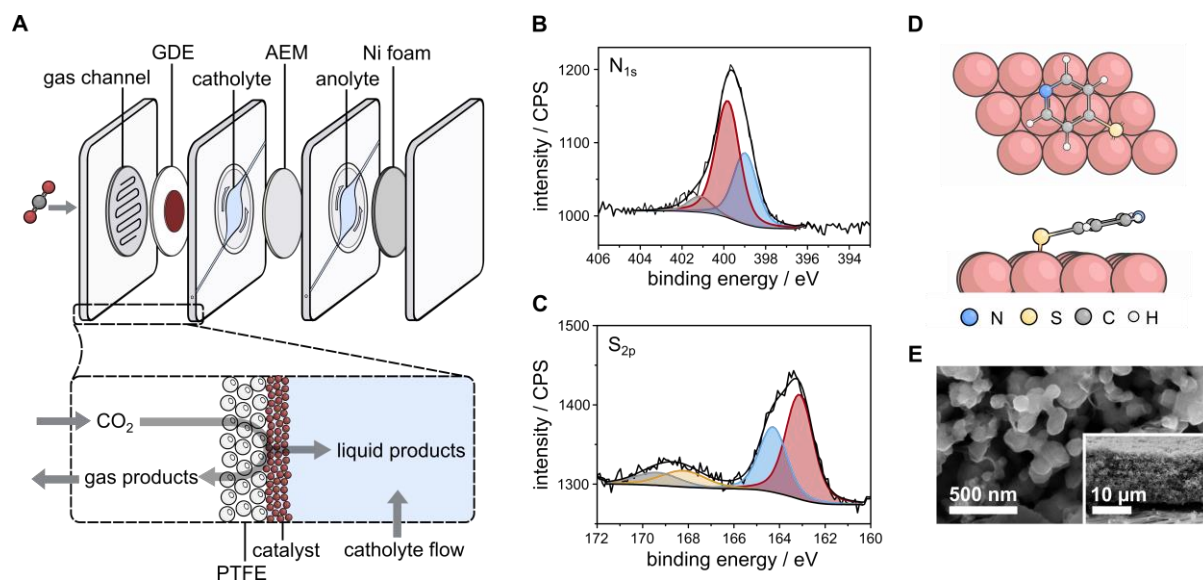 A
GDE
AEM
Ni foam
gas channel
catholyte
anolyte
CO2
gas products
liquid products
catalyst
catholyte flow
PTFE
B
N1s
intensity / CPS
1200
1100
1000
406 404 402 400 398 396 394
binding energy / eV
C
S2p
intensity / CPS
1500
1400
1300
172 170 168 166 164 162 160
binding energy / eV
D
N S C H
E
500 nm
10 µm